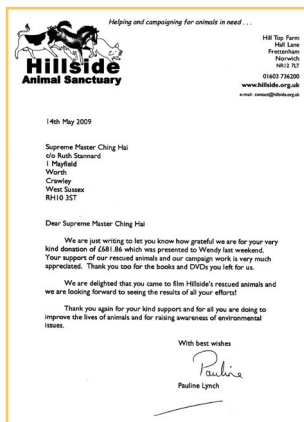 Helping and campaigning for animals in need . . .
Hillside
Animal Sanctuary
Hill Top Farm
Hall Lane
Frettenham
Norwich
NR12 7LT
01603 736200
www.hillside.org.uk
e-mail: contact@hillside.org.uk
14th May 2009
Supreme Master Ching Hai
c/o Ruth Stannard
1 Mayfield
Worth
Crawley
West Sussex
RH10 3ST
Dear Supreme Master Ching Hai
We are just writing to let you know how grateful we are for your very
kind donation of £681.86 which was presented to Wendy last weekend.
Your support of our rescued animals and our campaign work is very much
appreciated. Thank you too for the books and DVDs you left for us.
We are delighted that you came to film Hillside's rescued animals and
we are looking forward to seeing the results of all your efforts!
Thank you again for your kind support and for all you are doing to
improve the lives of animals and for raising awareness of environmental
issues.
With best wishes
Pauline
Pauline Lynch